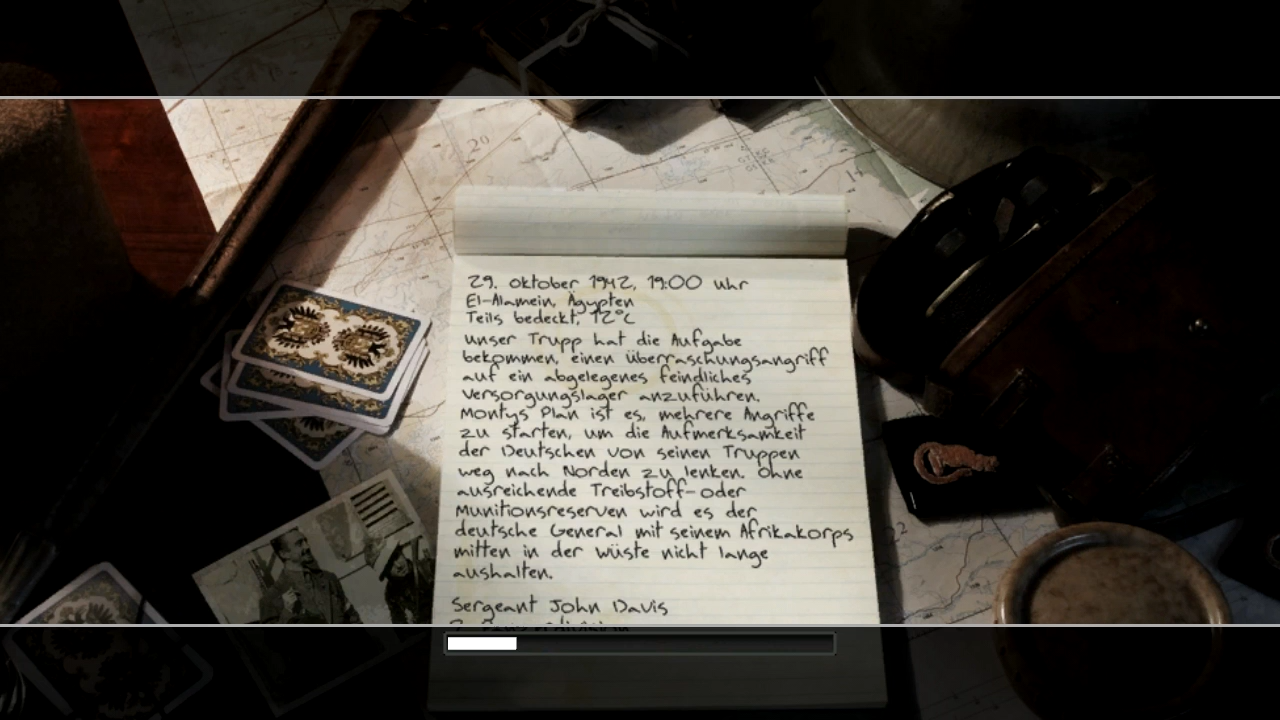 29. Oktober 1942, 19:00 Uhr
El-Alamein, Ägypten
Teils bedeckt, 12°C
Unser Trupp hat die Aufgabe
bekommen, einen Überraschungsangriff
auf ein abgelegenes feindliches
Versorgungslager anzuführen.
Montys Plan ist es, mehrere Angriffe
zu starten, um die Aufmerksamkeit
der Deutschen von seinen Truppen
weg nach Norden zu lenken. Ohne
ausreichende Treibstoff- oder
Munitionsreserven wird es der
deutsche General mit seinem Afrikakorps
mitten in der Wüste nicht lange
aushalten.
Sergeant John Davis